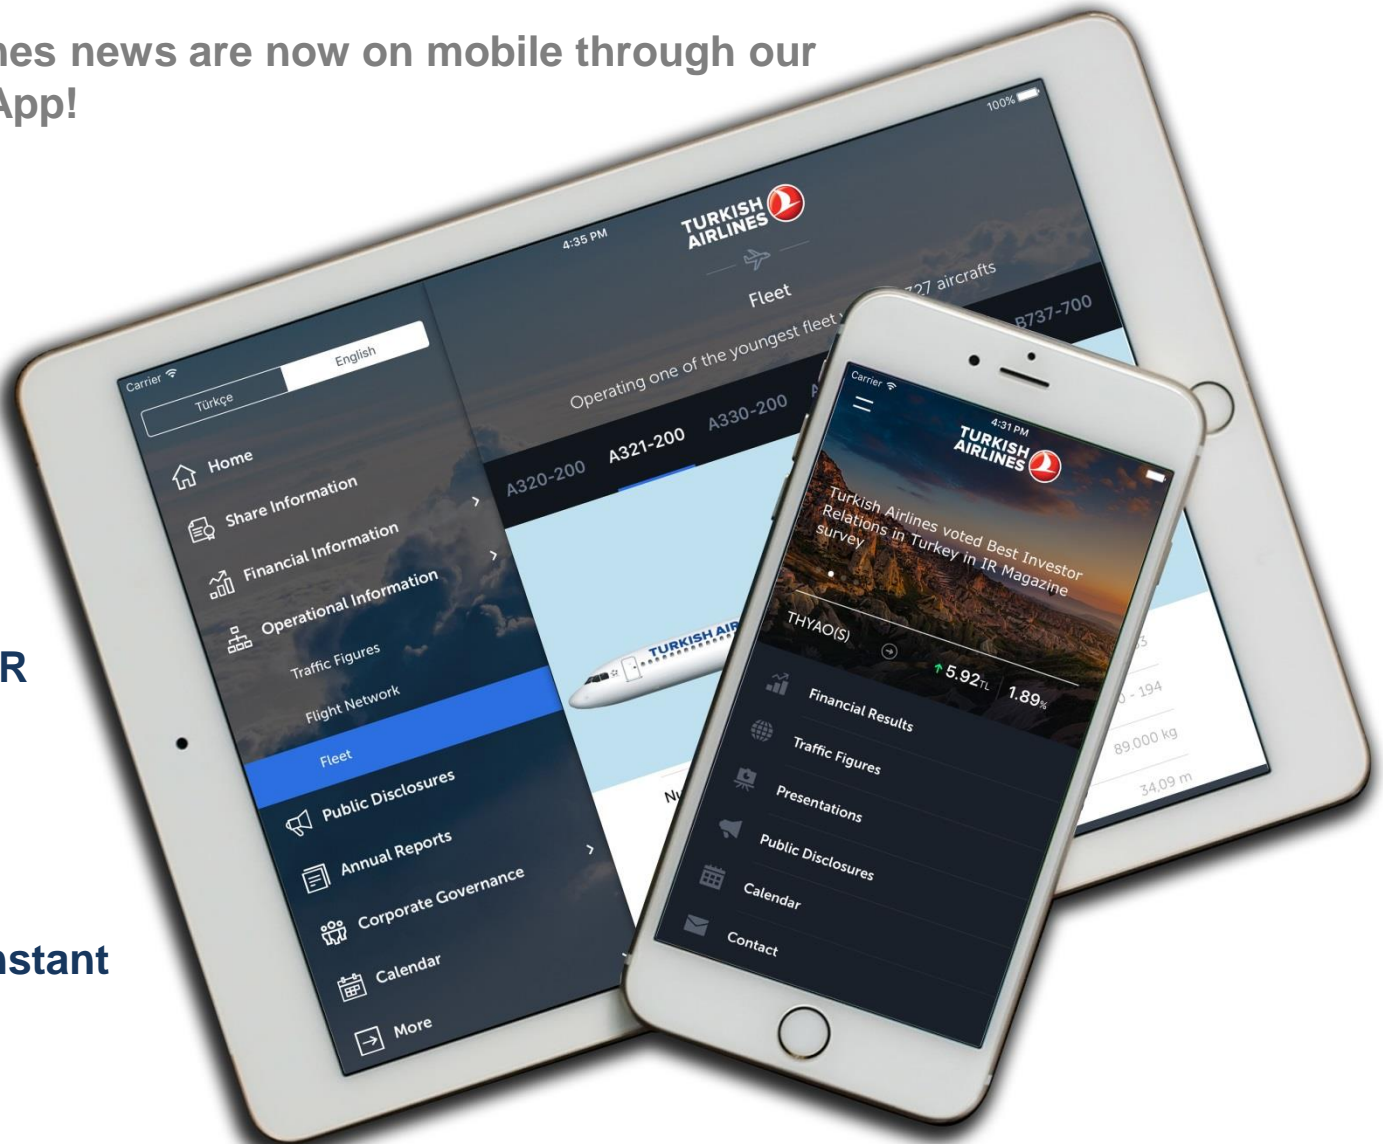 nes news are now on mobile through our
App!
R
nstant
Carrier
4:35 PM
100%
TURKISH
AIRLINES
Fleet
Operating one of the youngest fleet
327 aircrafts
A320-200
A321-200
A330-200
B737-700
Türkçe
English
Home
Share Information
Financial Information
Operational Information
Traffic Figures
Flight Network
Fleet
Public Disclosures
Annual Reports
Corporate Governance
Calendar
More
TURKISH AIR
Nu
- 194
89.000 kg
34,09 m
Carrier
4:31 PM
TURKISH
AIRLINES
Turkish Airlines voted Best Investor
Relations in Turkey in IR Magazine
survey
THYAO(S)
5.92TL
1.89%
Financial Results
Traffic Figures
Presentations
Public Disclosures
Calendar
Contact